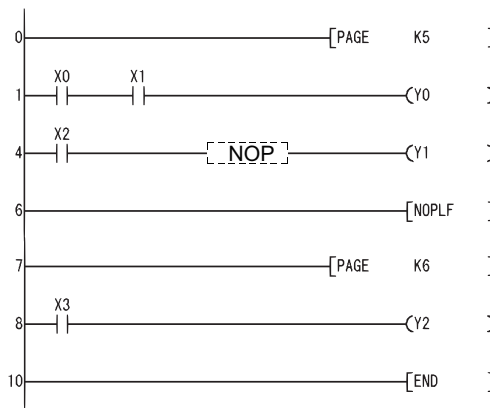 0 PAGE K5
X0 X1
1 Y0
X2
4 NOP Y1
6 NOPLF
7 PAGE K6
X3
8 Y2
10 END